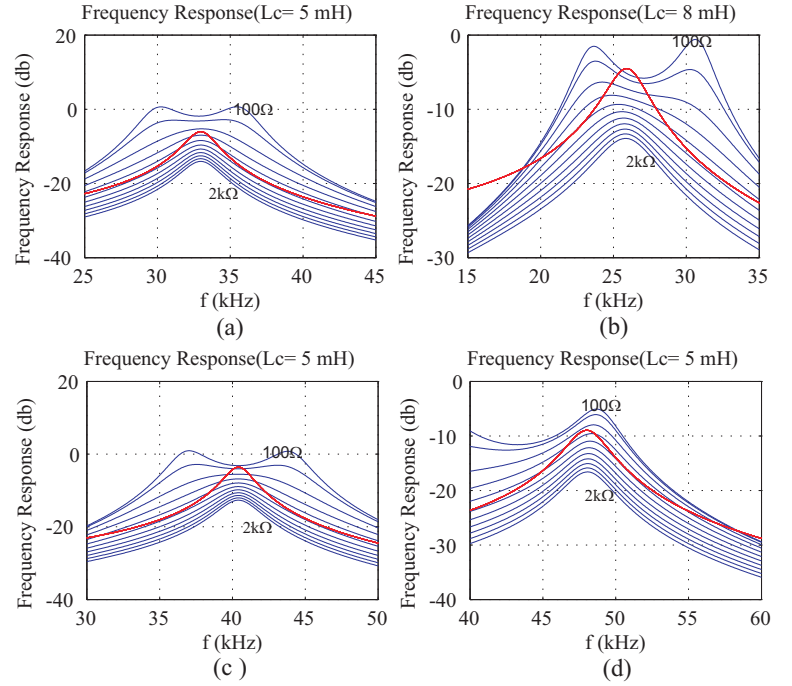 Frequency Response(Lc= 5 mH)
Frequency Response (db)
20
0
-20
-40
100Ω
2kΩ
25 30 35 40 45
f (kHz)
(a)
Frequency Response(Lc= 8 mH)
Frequency Response (db)
0
-10
-20
-30
100Ω
2kΩ
15 20 25 30 35
f (kHz)
(b)
Frequency Response(Lc= 5 mH)
Frequency Response (db)
20
0
-20
-40
100Ω
2kΩ
30 35 40 45 50
f (kHz)
(c )
Frequency Response(Lc= 5 mH)
Frequency Response (db)
0
-10
-20
-30
-40
100Ω
2kΩ
40 45 50 55 60
f (kHz)
(d)